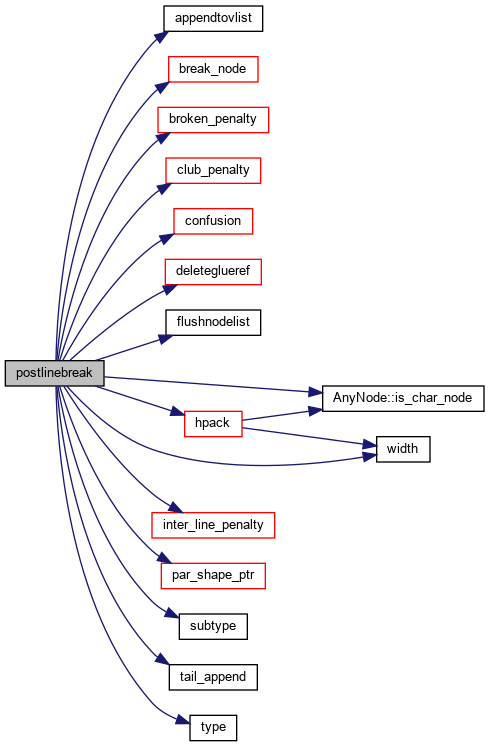 appendtovlist
break_node
broken_penalty
club_penalty
confusion
deleteglueref
flushnodelist
postlinebreak
AnyNode::is_char_node
hpack
width
inter_line_penalty
par_shape_ptr
subtype
tail_append
type